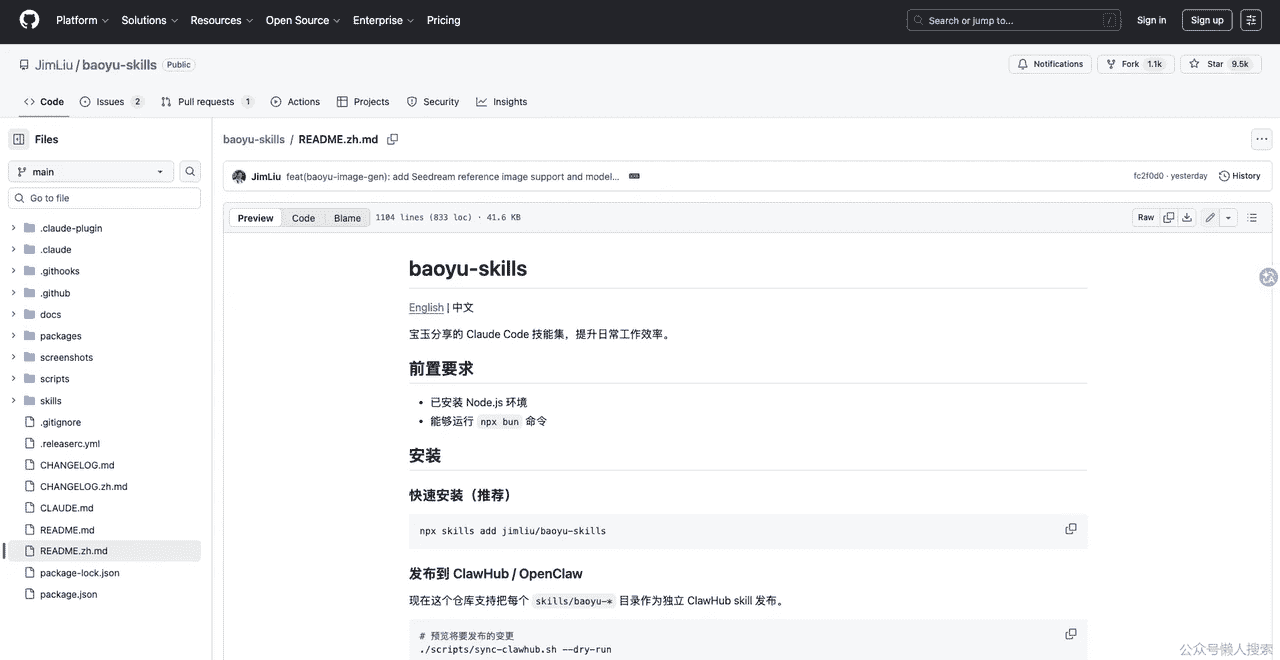 Platform Solutions Resources Open Source Enterprise Pricing Search or jump to... / Sign in Sign up
JimLiu / baoyu-skills Public Notifications Fork 1.1k Star 9.5k
Code Issues 2 Pull requests 1 Actions Projects Security Insights
Files
main
Go to file
.claude-plugin
.claude
.githooks
.github
docs
packages
screenshots
scripts
skills
.gitignore
.releaserc.yml
CHANGELOG.md
CHANGELOG.zh.md
CLAUDE.md
README.md
README.zh.md
package-lock.json
package.json
baoyu-skills / README.zh.md
JimLiu feat(baoyu-image-gen): add Seedream reference image support and model... fc2f0d0 · yesterday History
Preview Code Blame 1104 lines (833 loc) · 41.6 KB Raw
baoyu-skills
English | 中文
宝玉分享的 Claude Code 技能集，提升日常工作效率。
前置要求
已安装 Node.js 环境
能够运行 npx bun 命令
安装
快速安装（推荐）
npx skills add jimliu/baoyu-skills
发布到 ClawHub / OpenClaw
现在这个仓库支持把每个 skills/baoyu-* 目录作为独立 ClawHub skill 发布。
# 预览将要发布的变更
./scripts/sync-clawhub.sh --dry-run
公众号懒人搜索